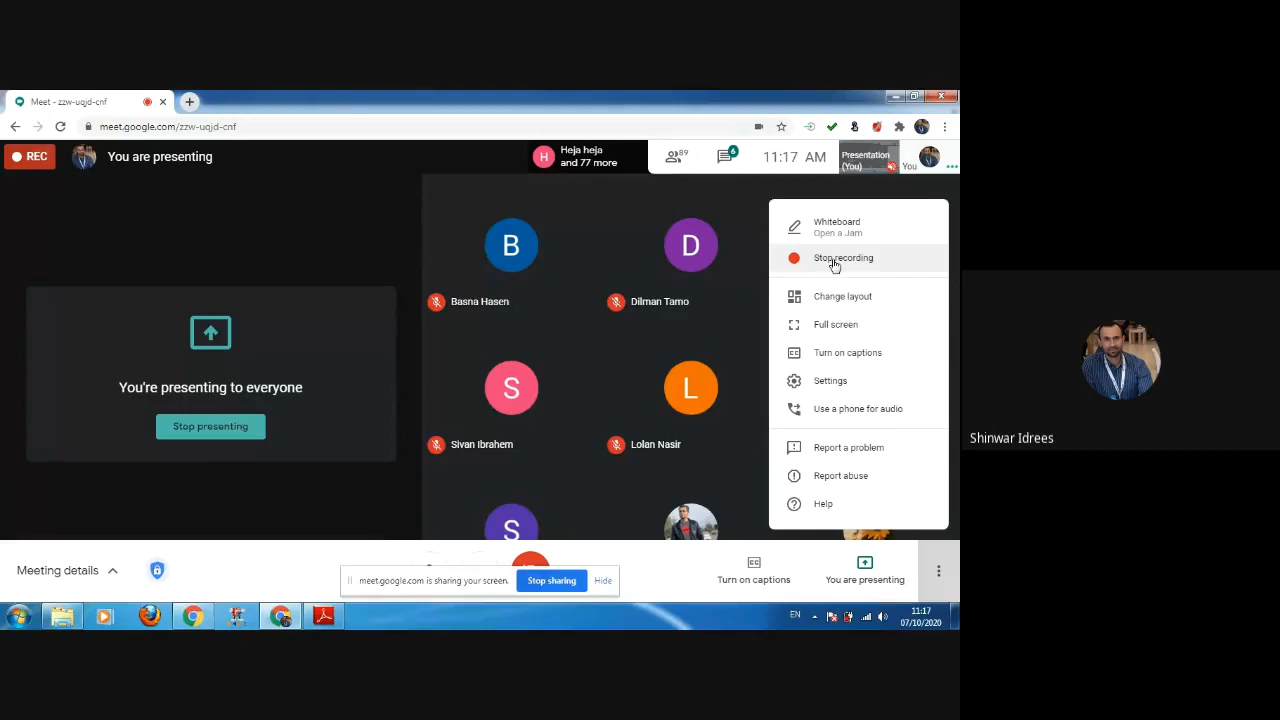 Meet - zzw-uqjd-cnf
meet.google.com/zzw-uqjd-cnf
REC
You are presenting
H
Heja heja
and 77 more
89
6
11:17 AM
Presentation
(You)
You
B
Basna Hasen
D
Dilman Tamo
Whiteboard
Open a Jam
Stop recording
Change layout
Full screen
Turn on captions
Settings
Use a phone for audio
Report a problem
Report abuse
Help
You're presenting to everyone
Stop presenting
S
Sivan Ibrahem
L
Lolan Nasir
S
Shinwar Idrees
Meeting details
meet.google.com is sharing your screen.
Stop sharing
Hide
Turn on captions
You are presenting
EN
11:17
07/10/2020